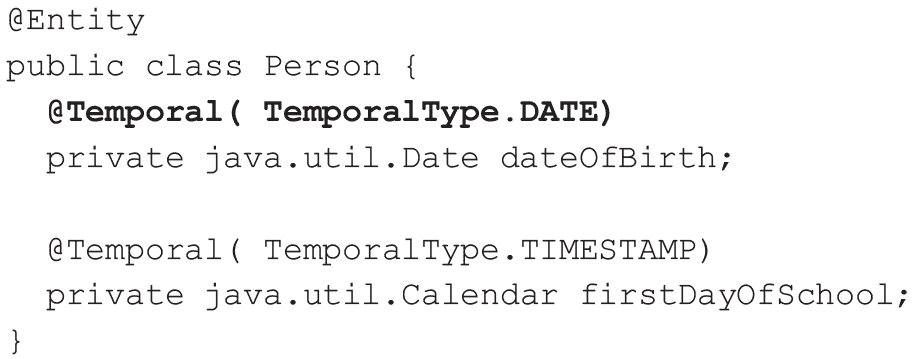 @Entity
public class Person {
  @Temporal( TemporalType.DATE)
  private java.util.Date dateOfBirth;

  @Temporal( TemporalType.TIMESTAMP)
  private java.util.Calendar firstDayOfSchool;
}